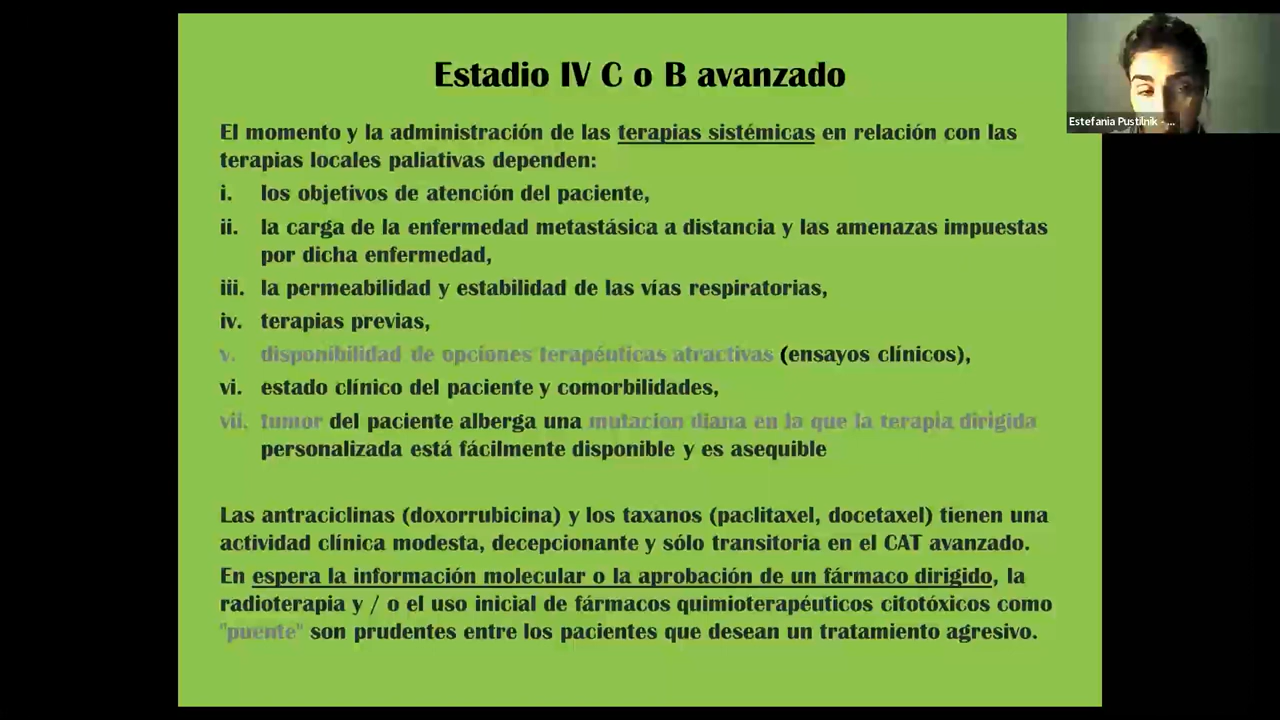 Estadio IV C o B avanzado
Estefania Pustilnik - ...
El momento y la administración de las terapias sistémicas en relación con las
terapias locales paliativas dependen:
i. los objetivos de atención del paciente,
ii. la carga de la enfermedad metastásica a distancia y las amenazas impuestas
por dicha enfermedad,
iii. la permeabilidad y estabilidad de las vías respiratorias,
iv. terapias previas,
v. disponibilidad de opciones terapéuticas atractivas (ensayos clínicos),
vi. estado clínico del paciente y comorbilidades,
vii. tumor del paciente alberga una mutacion diana en la que la terapia dirigida
personalizada está fácilmente disponible y es asequible
Las antraciclinas (doxorrubicina) y los taxanos (paclitaxel, docetaxel) tienen una
actividad clínica modesta, decepcionante y sólo transitoria en el CAT avanzado.
En espera la información molecular o la aprobación de un fármaco dirigido, la
radioterapia y / o el uso inicial de fármacos quimioterapéuticos citotóxicos como
"puente" son prudentes entre los pacientes que desean un tratamiento agresivo.